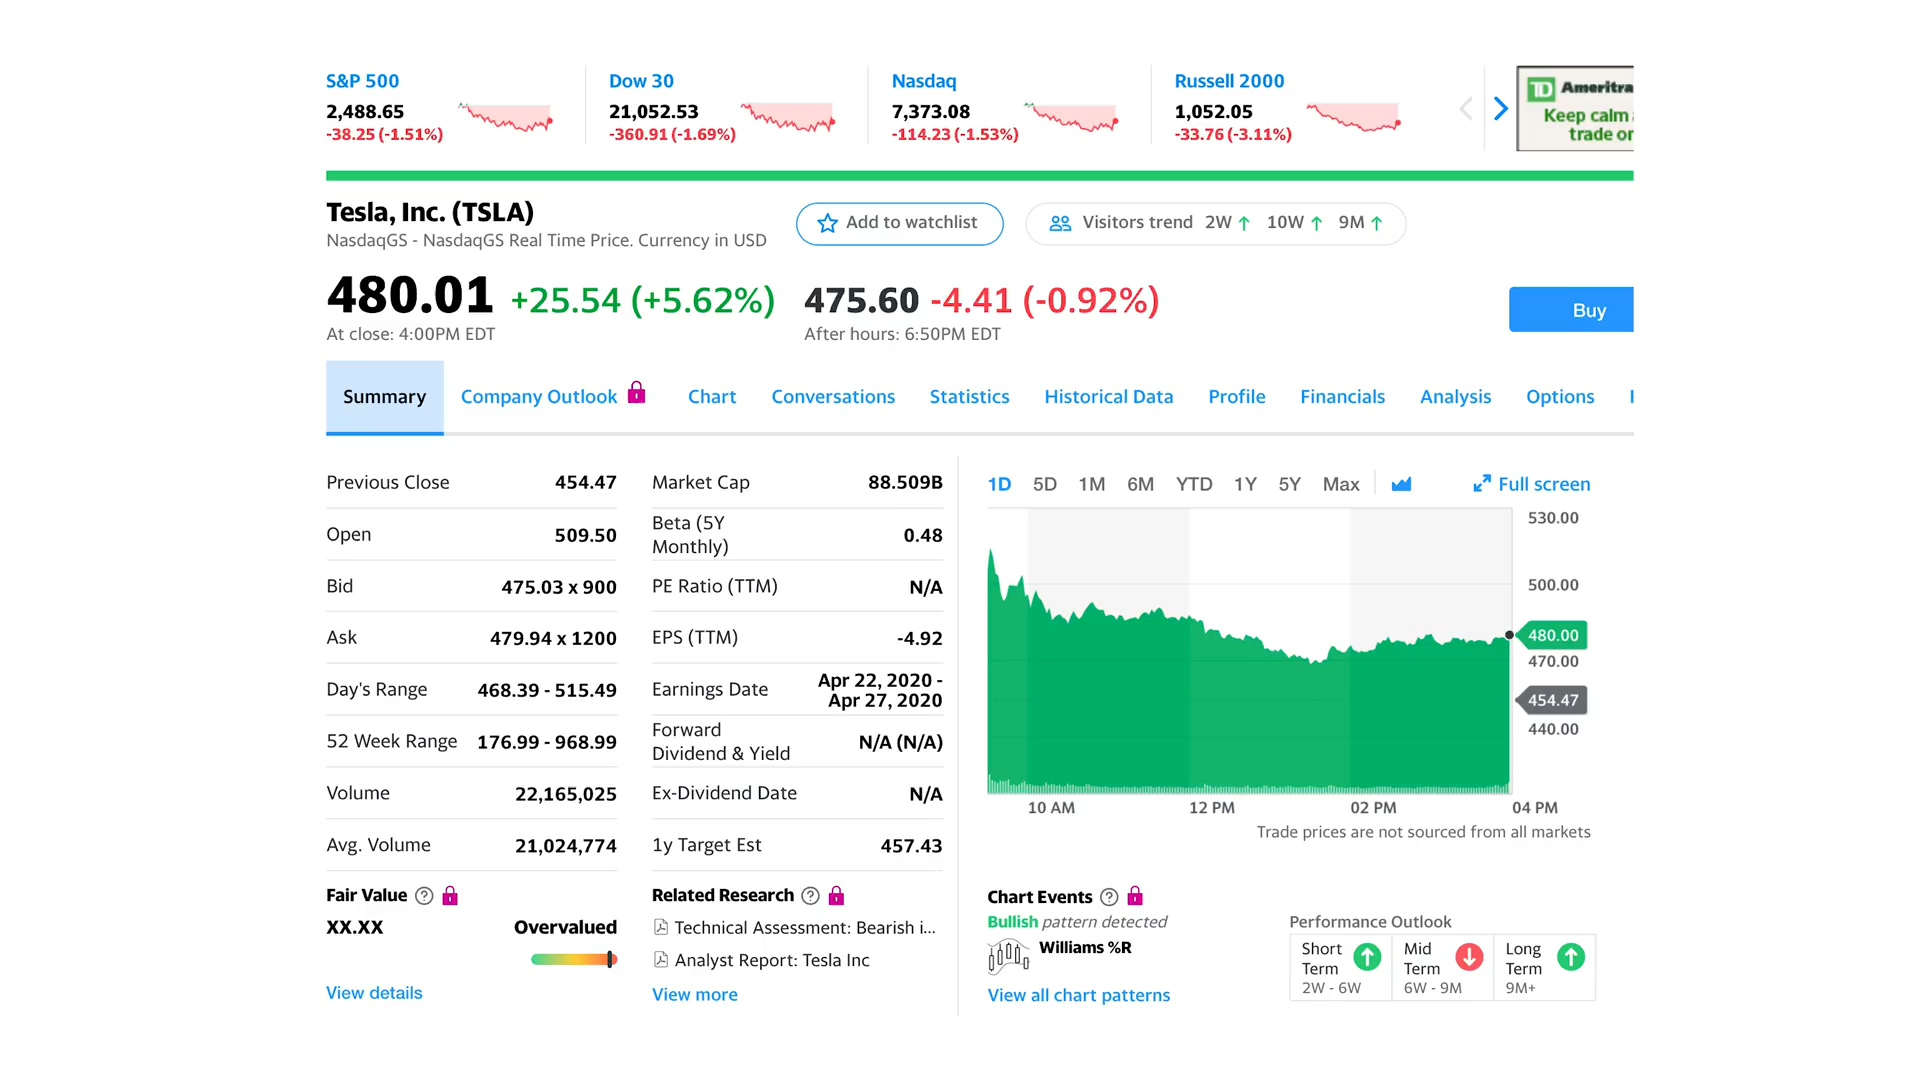 S&P 500
2,488.65
-38.25 (-1.51%)
Dow 30
21,052.53
-360.91 (-1.69%)
Nasdaq
7,373.08
-114.23 (-1.53%)
Russell 2000
1,052.05
-33.76 (-3.11%)
TD Ameritra
Keep calm
trade or
Tesla, Inc. (TSLA)
NasdaqGS - NasdaqGS Real Time Price. Currency in USD
Add to watchlist
Visitors trend 2W ↑ 10W ↑ 9M ↑
480.01 +25.54 (+5.62%)
At close: 4:00PM EDT
475.60 -4.41 (-0.92%)
After hours: 6:50PM EDT
Buy
Summary Company Outlook Chart Conversations Statistics Historical Data Profile Financials Analysis Options
Previous Close 454.47
Open 509.50
Bid 475.03 x 900
Ask 479.94 x 1200
Day's Range 468.39 - 515.49
52 Week Range 176.99 - 968.99
Volume 22,165,025
Avg. Volume 21,024,774
Market Cap 88.509B
Beta (5Y
Monthly) 0.48
PE Ratio (TTM) N/A
EPS (TTM) -4.92
Earnings Date Apr 22, 2020 -
Apr 27, 2020
Forward
Dividend & Yield N/A (N/A)
Ex-Dividend Date N/A
1y Target Est 457.43
1D 5D 1M 6M YTD 1Y 5Y Max Full screen
530.00
500.00
480.00
470.00
454.47
440.00
10 AM 12 PM 02 PM 04 PM
Trade prices are not sourced from all markets
Fair Value
XX.XX Overvalued
View details
Related Research
Technical Assessment: Bearish i...
Analyst Report: Tesla Inc
View more
Chart Events
Bullish pattern detected
Williams %R
View all chart patterns
Performance Outlook
Short
Term
2W - 6W
Mid
Term
6W - 9M
Long
Term
9M+